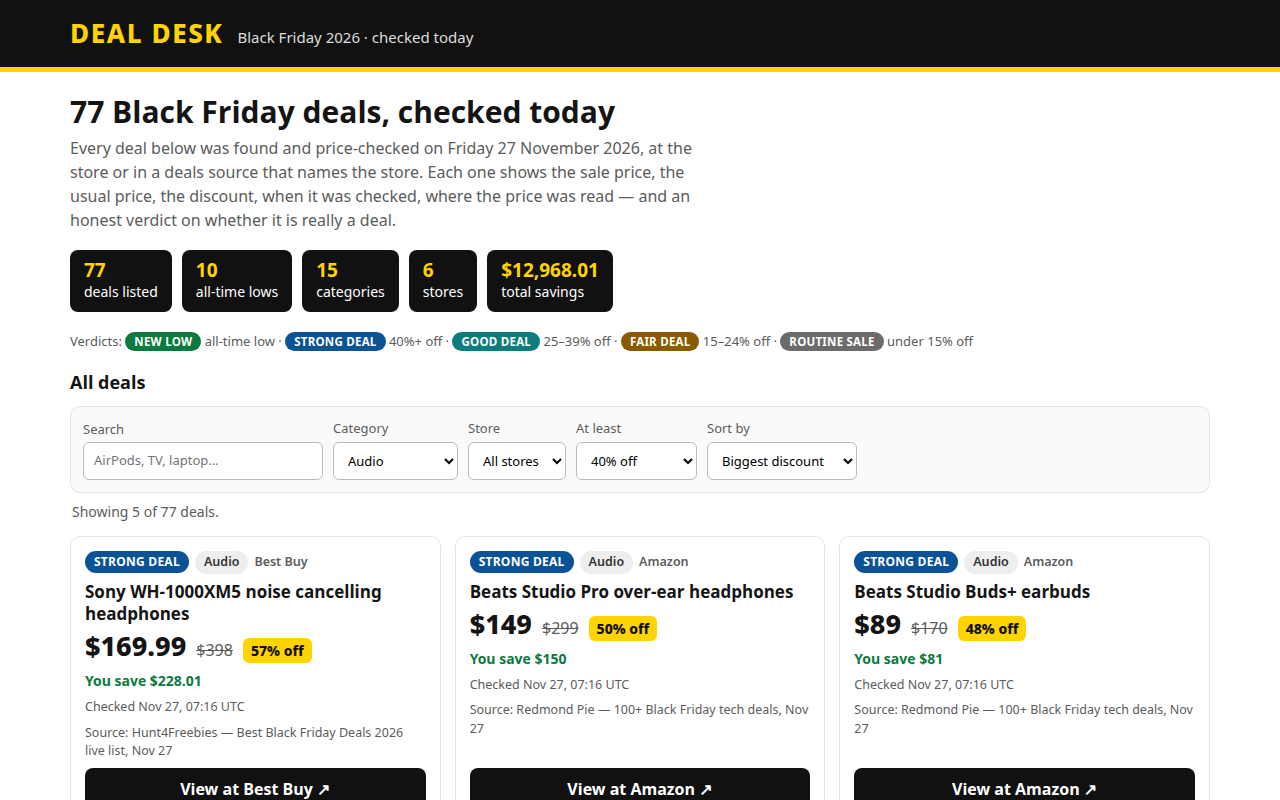 DEAL DESK Black Friday 2026 · checked today
77 Black Friday deals, checked today
Every deal below was found and price-checked on Friday 27 November 2026, at the
store or in a deals source that names the store. Each one shows the sale price, the
usual price, the discount, when it was checked, where the price was read — and an
honest verdict on whether it is really a deal.
77
deals listed
10
all-time lows
15
categories
6
stores
$12,968.01
total savings
Verdicts: NEW LOW all-time low · STRONG DEAL 40%+ off · GOOD DEAL 25–39% off · FAIR DEAL 15–24% off · ROUTINE SALE under 15% off
All deals
Search
AirPods, TV, laptop...
Category
Audio
Store
All stores
At least
40% off
Sort by
Biggest discount
Showing 5 of 77 deals.
STRONG DEAL Audio Best Buy
Sony WH-1000XM5 noise cancelling
headphones
$169.99 $398 57% off
You save $228.01
Checked Nov 27, 07:16 UTC
Source: Hunt4Freebies — Best Black Friday Deals 2026
live list, Nov 27
View at Best Buy ↗
STRONG DEAL Audio Amazon
Beats Studio Pro over-ear headphones
$149 $299 50% off
You save $150
Checked Nov 27, 07:16 UTC
Source: Redmond Pie — 100+ Black Friday tech deals, Nov
27
View at Amazon ↗
STRONG DEAL Audio Amazon
Beats Studio Buds+ earbuds
$89 $170 48% off
You save $81
Checked Nov 27, 07:16 UTC
Source: Redmond Pie — 100+ Black Friday tech deals, Nov
27
View at Amazon ↗